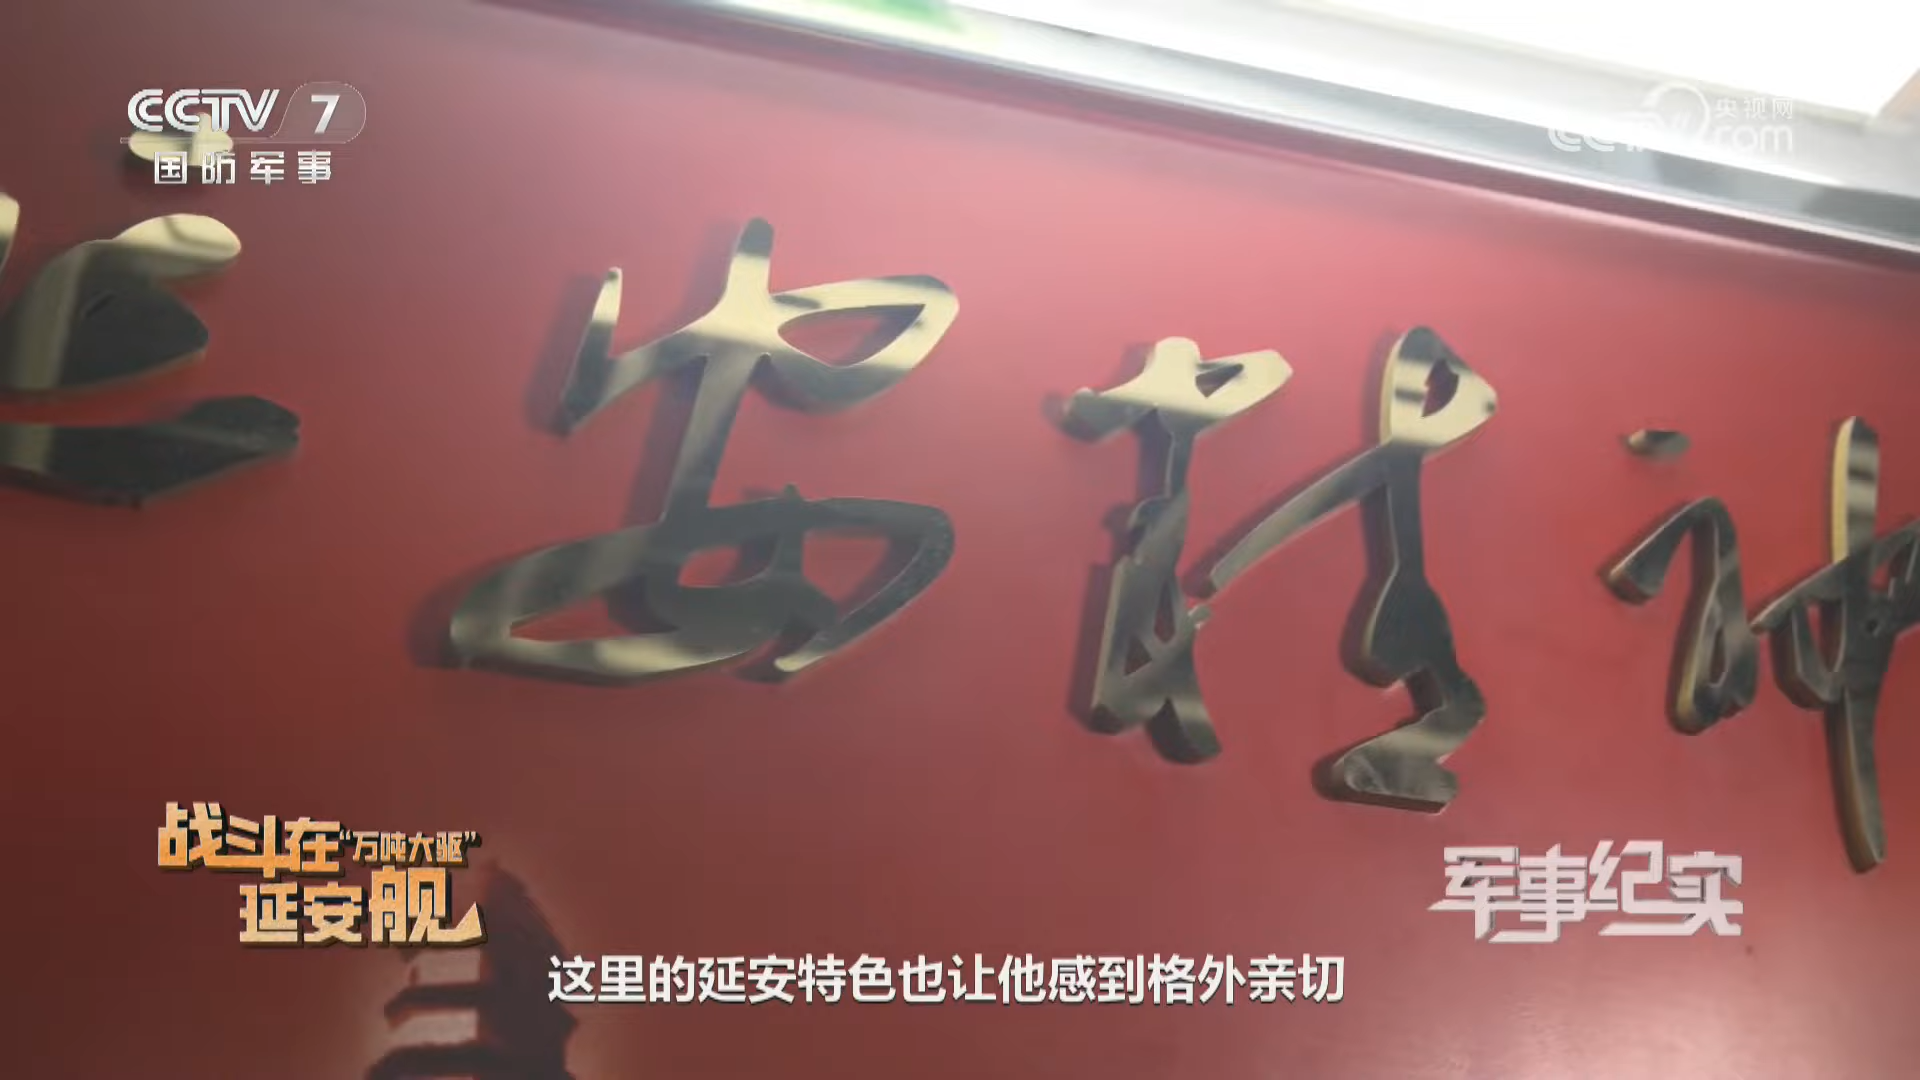 CCTV 7
国防军事
央视网
CCTV.com
安精神
战斗在“万吨大驱”
延安舰
军事纪实
这里的延安特色也让他感到格外亲切